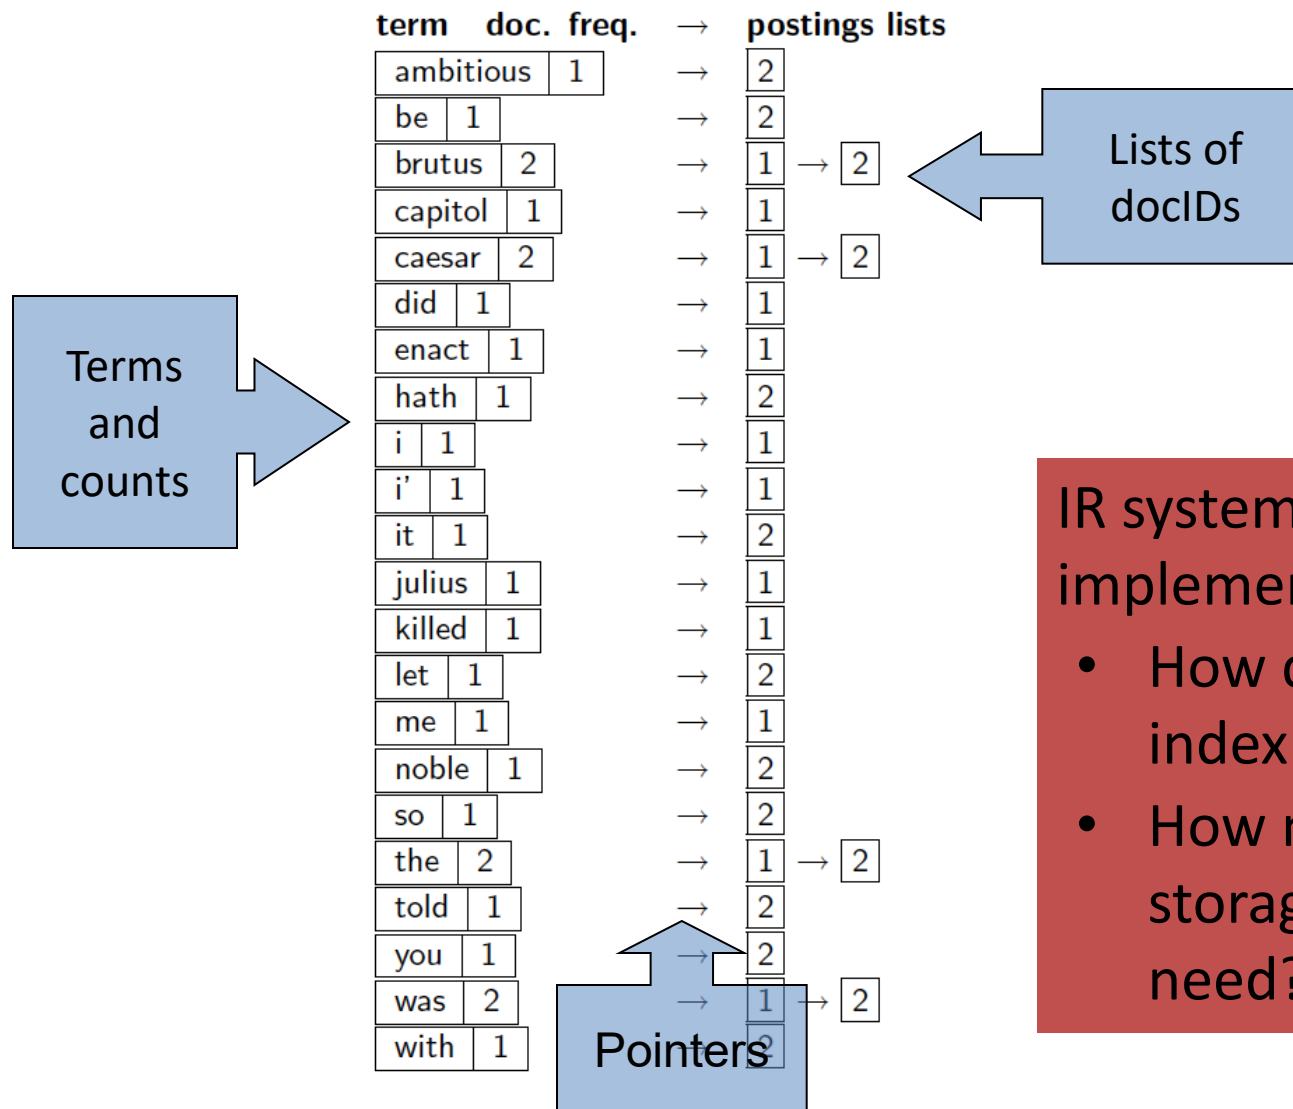 term doc. freq. → postings lists
ambitious 1 → 2
be 1 → 2
brutus 2 → 1 → 2
capitol 1 → 1
caesar 2 → 1 → 2
did 1 → 1
enact 1 → 1
hath 1 → 2
i 1 → 1
i' 1 → 1
it 1 → 2
julius 1 → 1
killed 1 → 1
let 1 → 2
me 1 → 1
noble 1 → 2
so 1 → 2
the 2 → 1 → 2
told 1 → 2
you 1 → 2
was 2 → 1 → 2
with 1 → 2
Terms
and
counts
Lists of
docIDs
Pointers
IR system
implemen
• How
index
• How
storag
need?